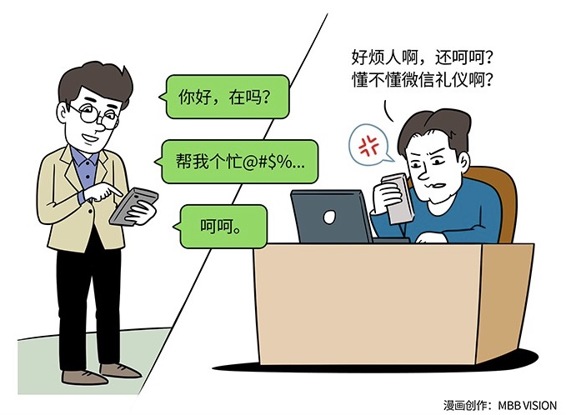 你好，在吗？
帮我个忙@#$%...
呵呵。
好烦人啊，还呵呵？
懂不懂微信礼仪啊？
漫画创作：MBB VISION